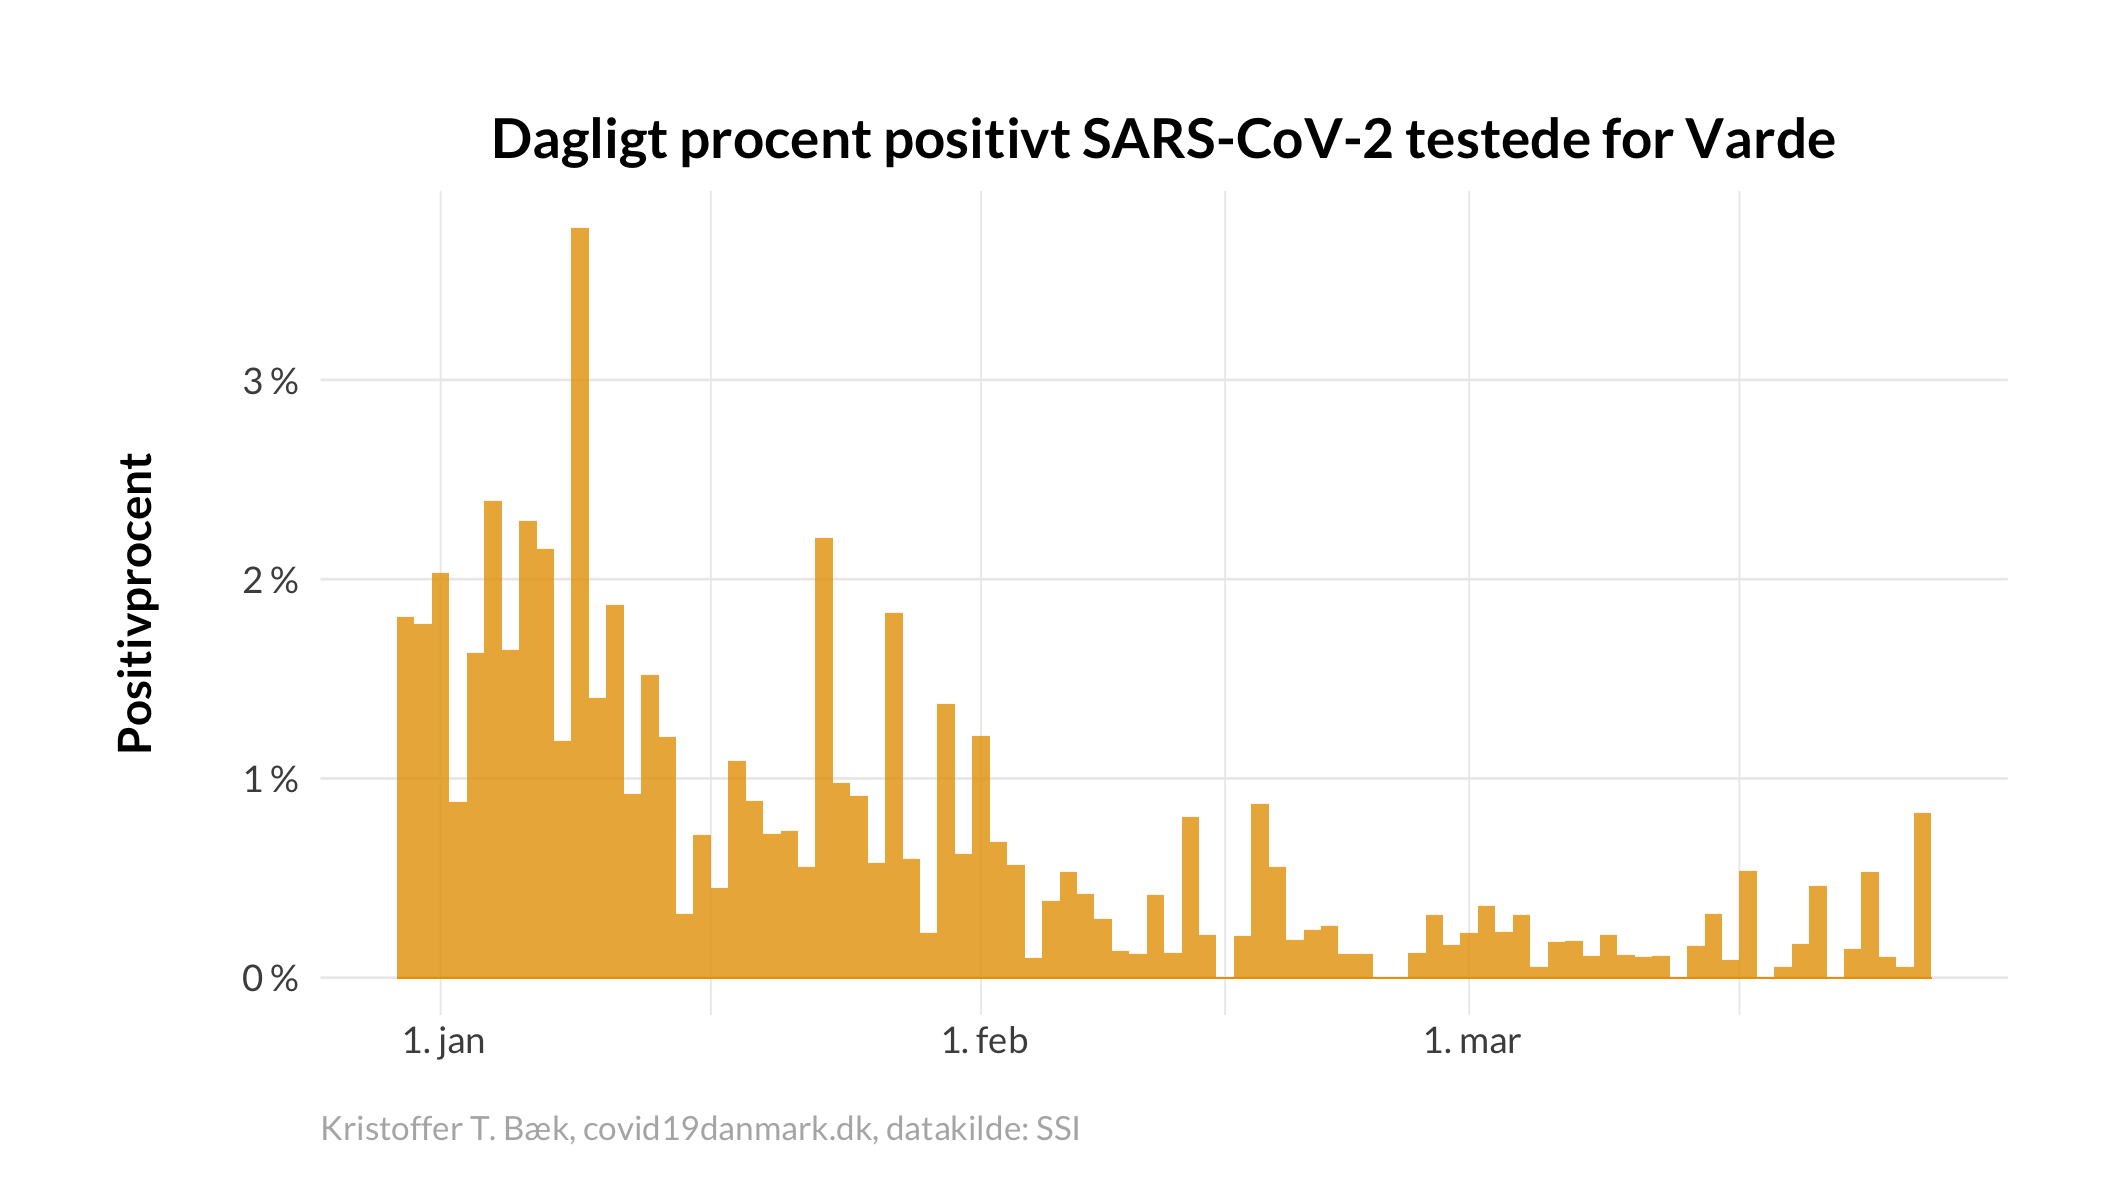 Dagligt procent positivt SARS-CoV-2 testede for Varde
Positivprocent
3 %
2 %
1 %
0 %
1. jan
1. feb
1. mar
Kristoffer T. Bæk, covid19danmark.dk, datakilde: SSI